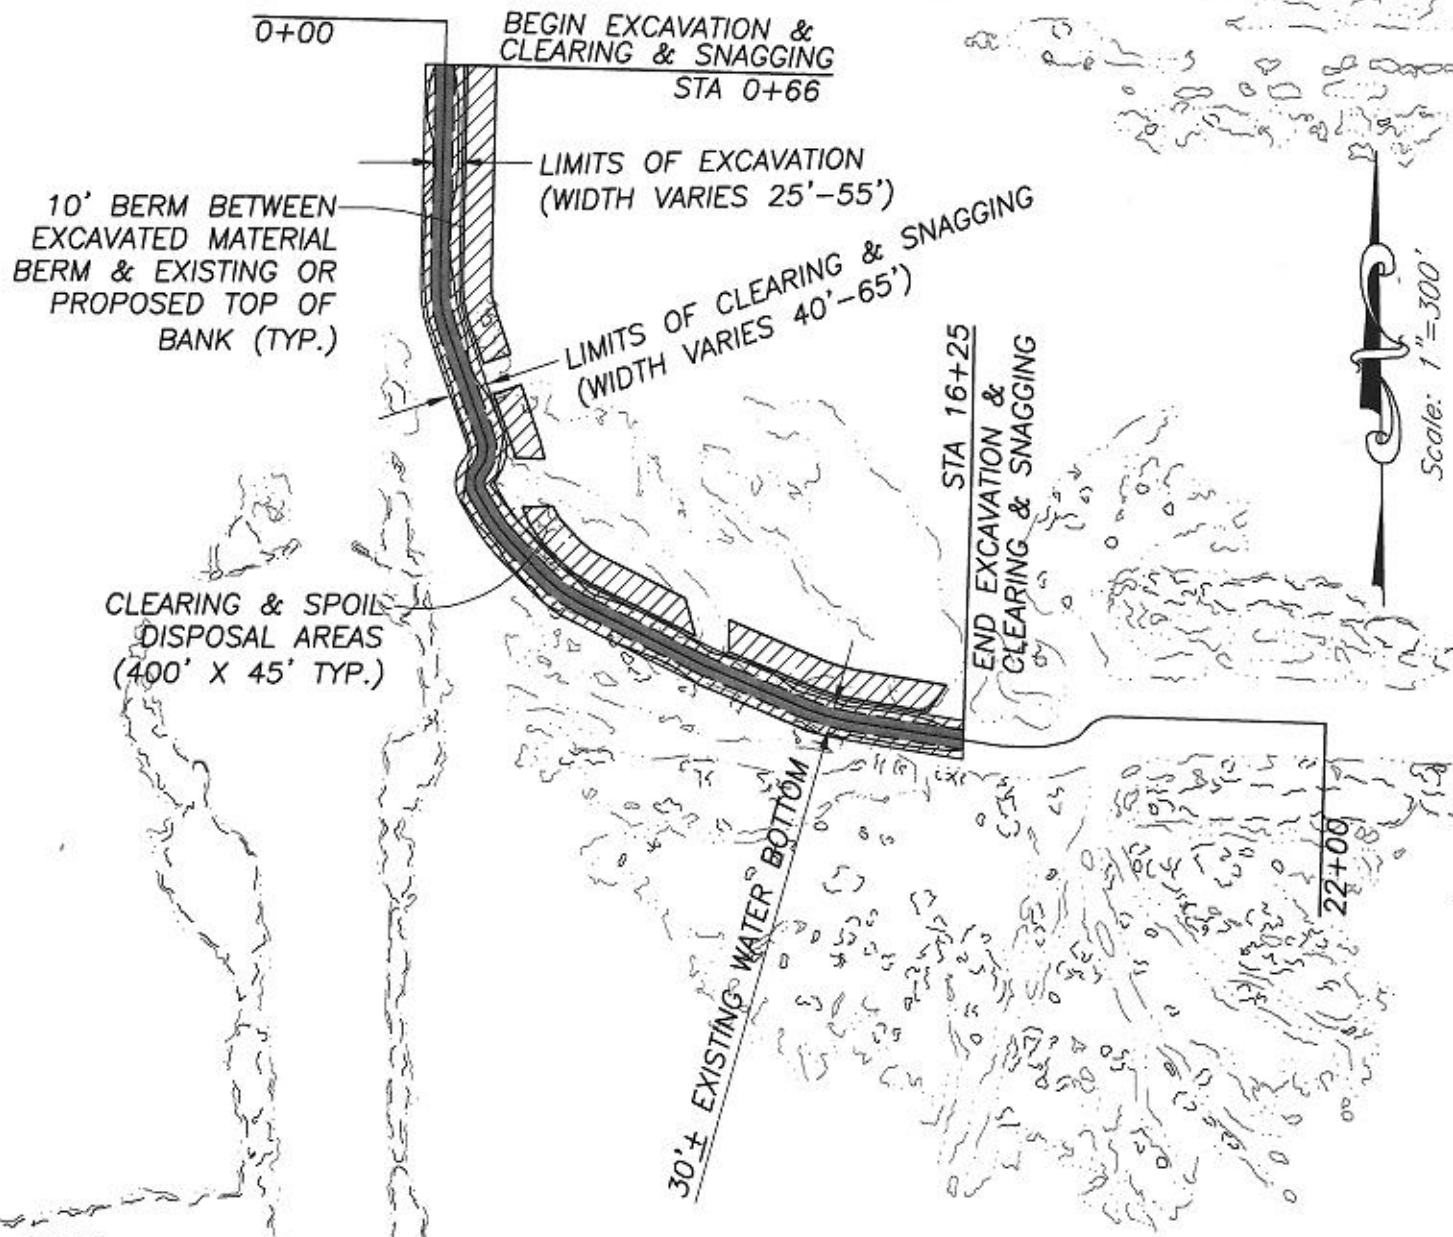 0+00
BEGIN EXCAVATION &
CLEARING & SNAGGING
STA 0+66
LIMITS OF EXCAVATION
(WIDTH VARIES 25'-55')
10' BERM BETWEEN
EXCAVATED MATERIAL
BERM & EXISTING OR
PROPOSED TOP OF
BANK (TYP.)
LIMITS OF CLEARING & SNAGGING
(WIDTH VARIES 40'-65')
STA 16+25
END EXCAVATION &
CLEARING & SNAGGING
Scale: 1"=300'
CLEARING & SPOIL
DISPOSAL AREAS
(400' X 45' TYP.)
30'± EXISTING WATER BOTTOM
22+00